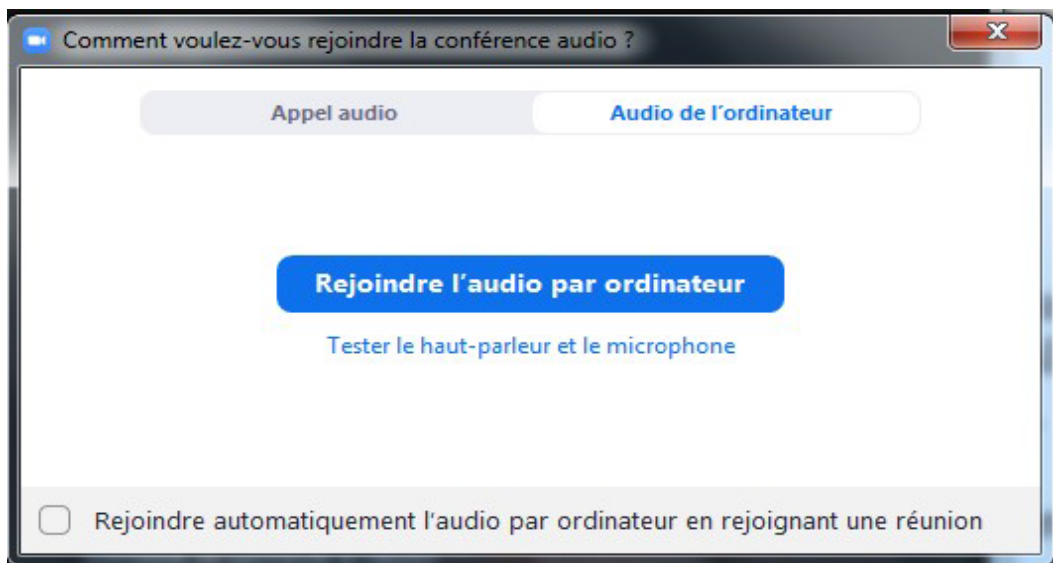 Comment voulez-vous rejoindre la conférence audio ?
Appel audio
Audio de l'ordinateur
Rejoindre l'audio par ordinateur
Tester le haut-parleur et le microphone
Rejoindre automatiquement l'audio par ordinateur en rejoignant une réunion